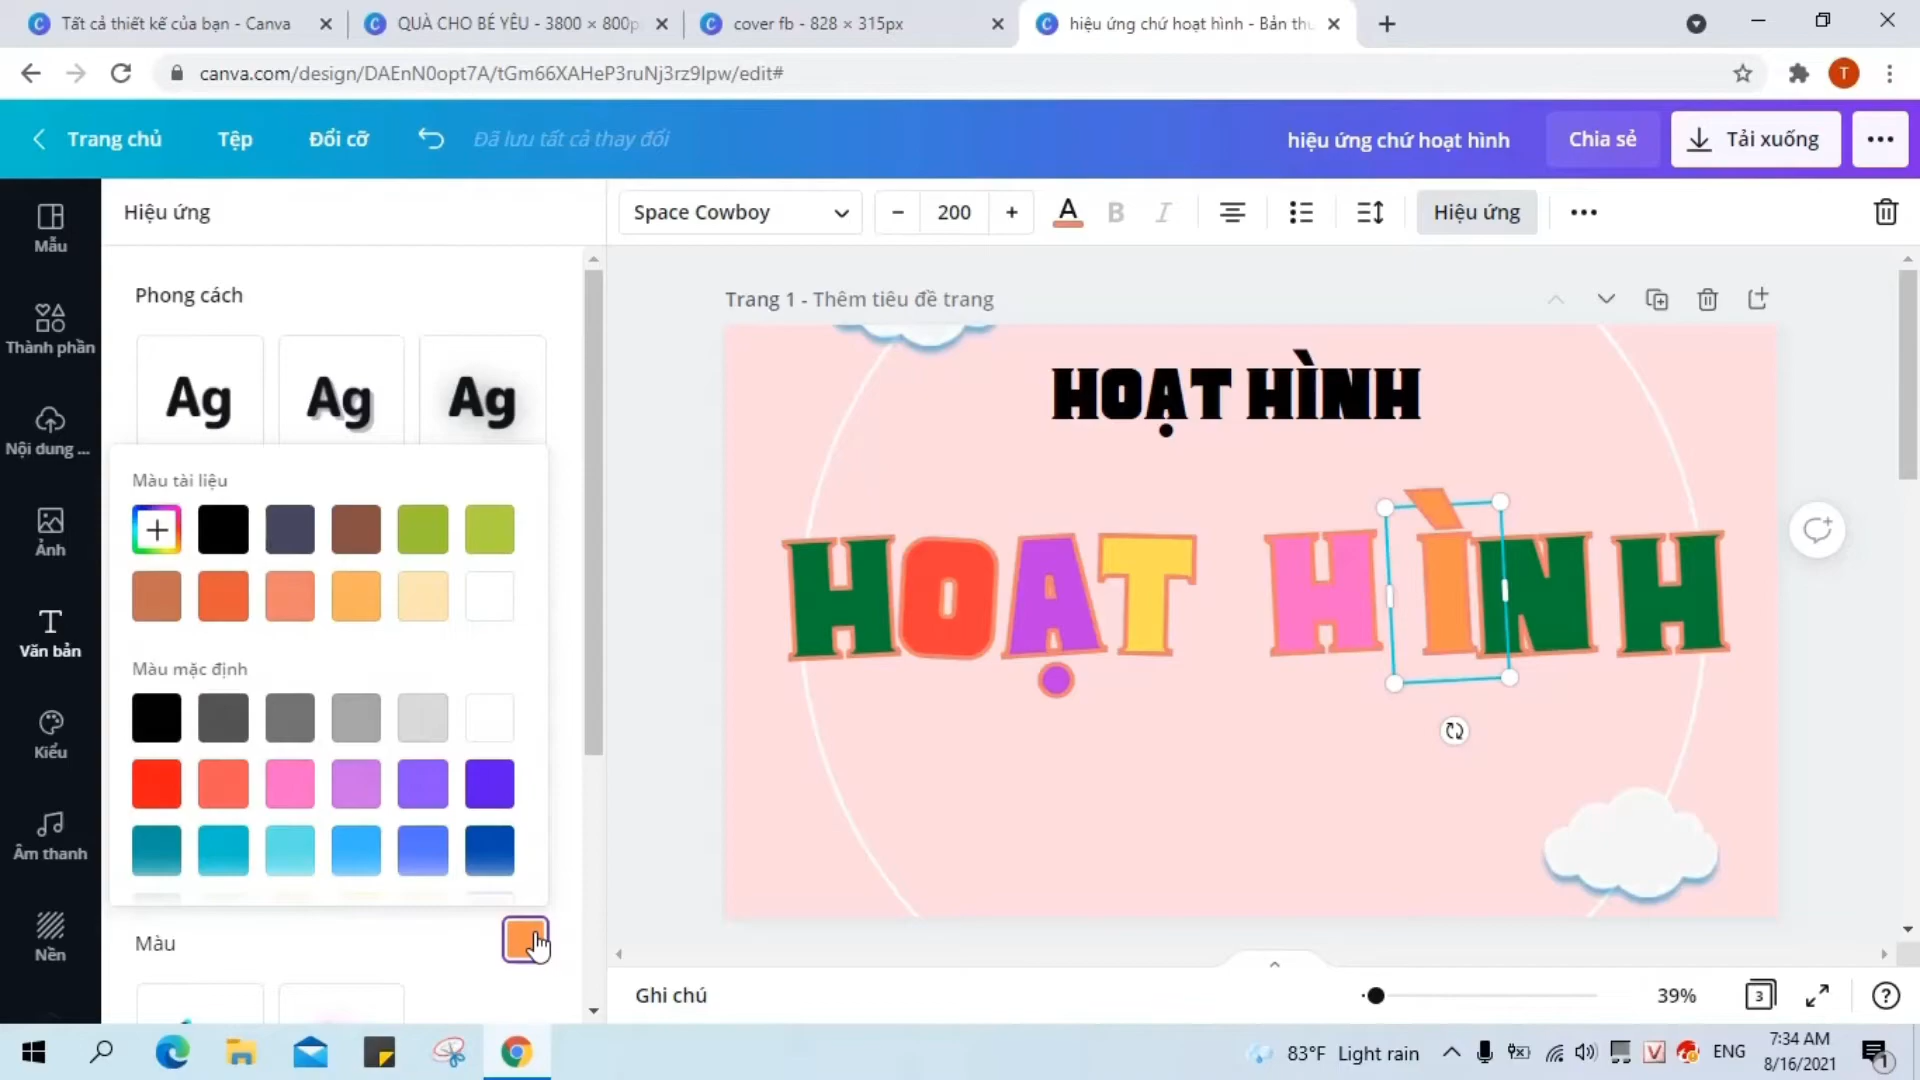 Tất cả thiết kế của bạn - Canva
QUÀ CHO BÉ YÊU - 3800 × 800p
cover fb - 828 × 315px
hiệu ứng chứ hoạt hình - Bản thu
canva.com/design/DAEnN0opt7A/tGm66XAHeP3ruNj3rz9lpw/edit#
T
Trang chủ
Tệp
Đổi cỡ
Đã lưu tất cả thay đổi
hiệu ứng chứ hoạt hình
Chia sẻ
Tải xuống
Mẫu
Thành phần
Nội dung ...
Ảnh
Văn bản
Kiểu
Âm thanh
Nền
Hiệu ứng
Phong cách
Ag
Ag
Ag
Màu tài liệu
Màu mặc định
Màu
Space Cowboy
− 200 +
A B I
Hiệu ứng
Trang 1 - Thêm tiêu đề trang
HOẠT HÌNH
HOẠT HÌNH
Ghi chú
39%
3
?
83°F Light rain
V
ENG
7:34 AM
8/16/2021
1